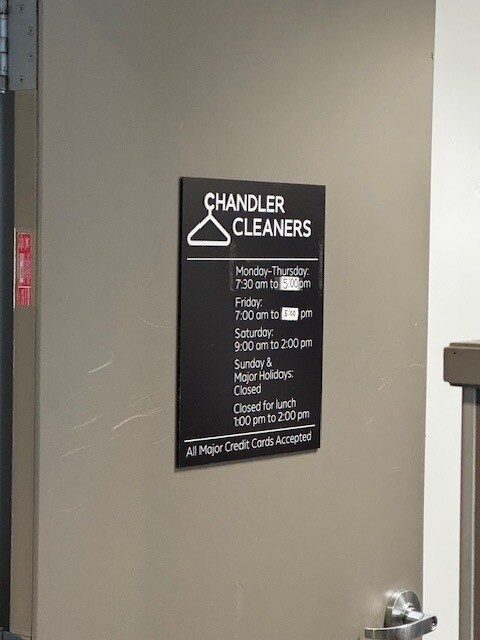 CHANDLER
CLEANERS
Monday-Thursday:
7:30 am to 5:00 pm
Friday:
7:00 am to 5:00 pm
Saturday:
9:00 am to 2:00 pm
Sunday &
Major Holidays:
Closed
Closed for lunch
1:00 pm to 2:00 pm
All Major Credit Cards Accepted